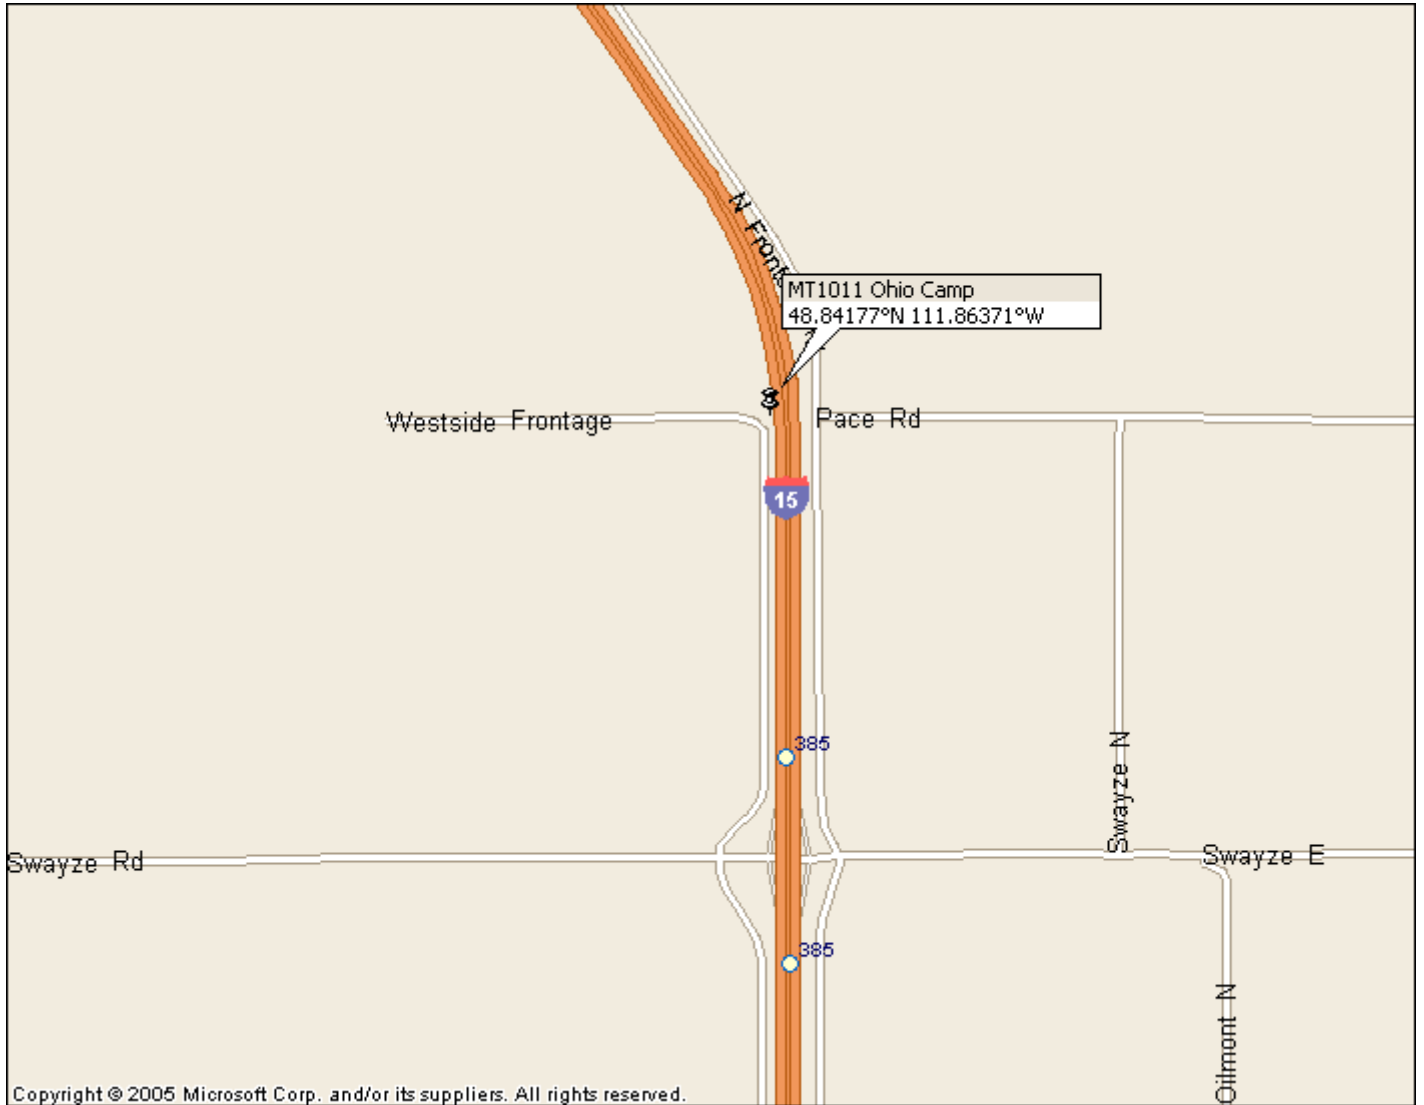 N Fronta
MT1011 Ohio Camp
48.84177°N 111.86371°W
Westside Frontage
Pace Rd
15
385
Swayze N
Swayze Rd
Swayze E
385
Oilmont N
Copyright © 2005 Microsoft Corp. and/or its suppliers. All rights reserved.